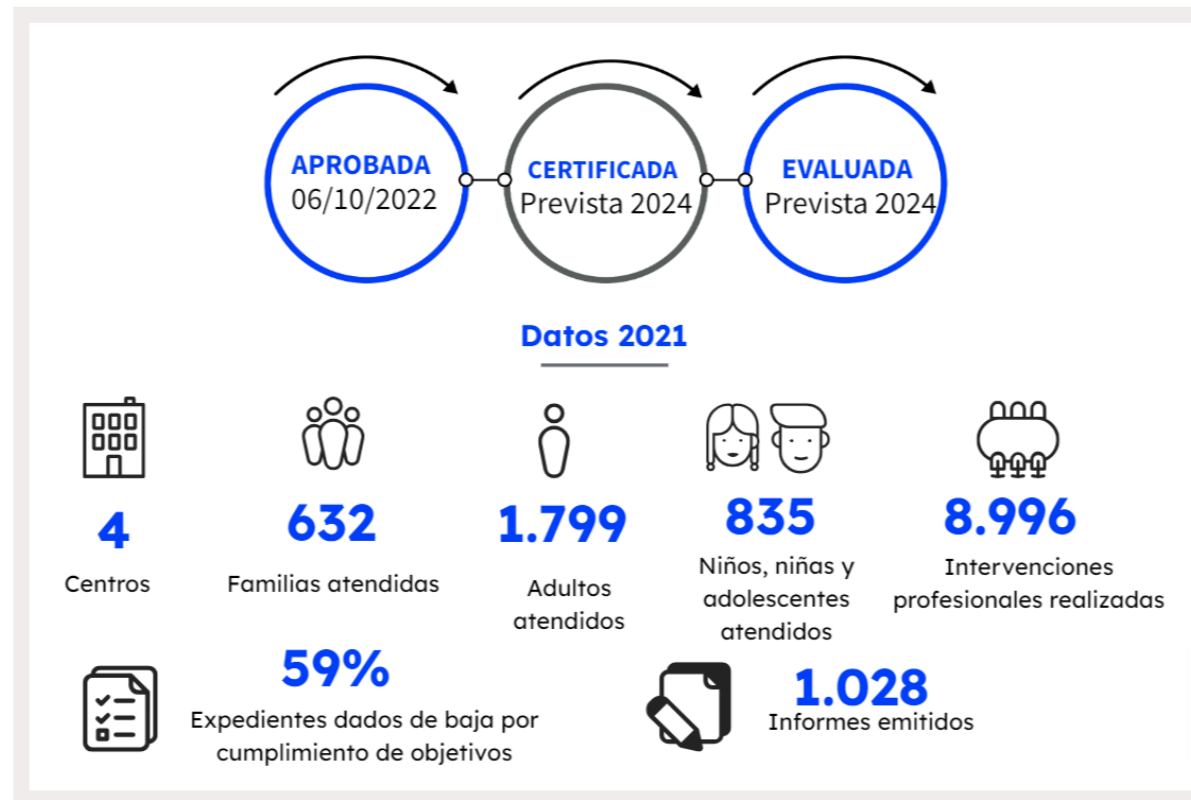 APROBADA
06/10/2022
CERTIFICADA
Prevista 2024
EVALUADA
Prevista 2024
Datos 2021
4
Centros
632
Familias atendidas
1.799
Adultos
atendidos
835
Niños, niñas y
adolescentes
atendidos
8.996
Intervenciones
profesionales realizadas
59%
Expedientes dados de baja por
cumplimiento de objetivos
1.028
Informes emitidos